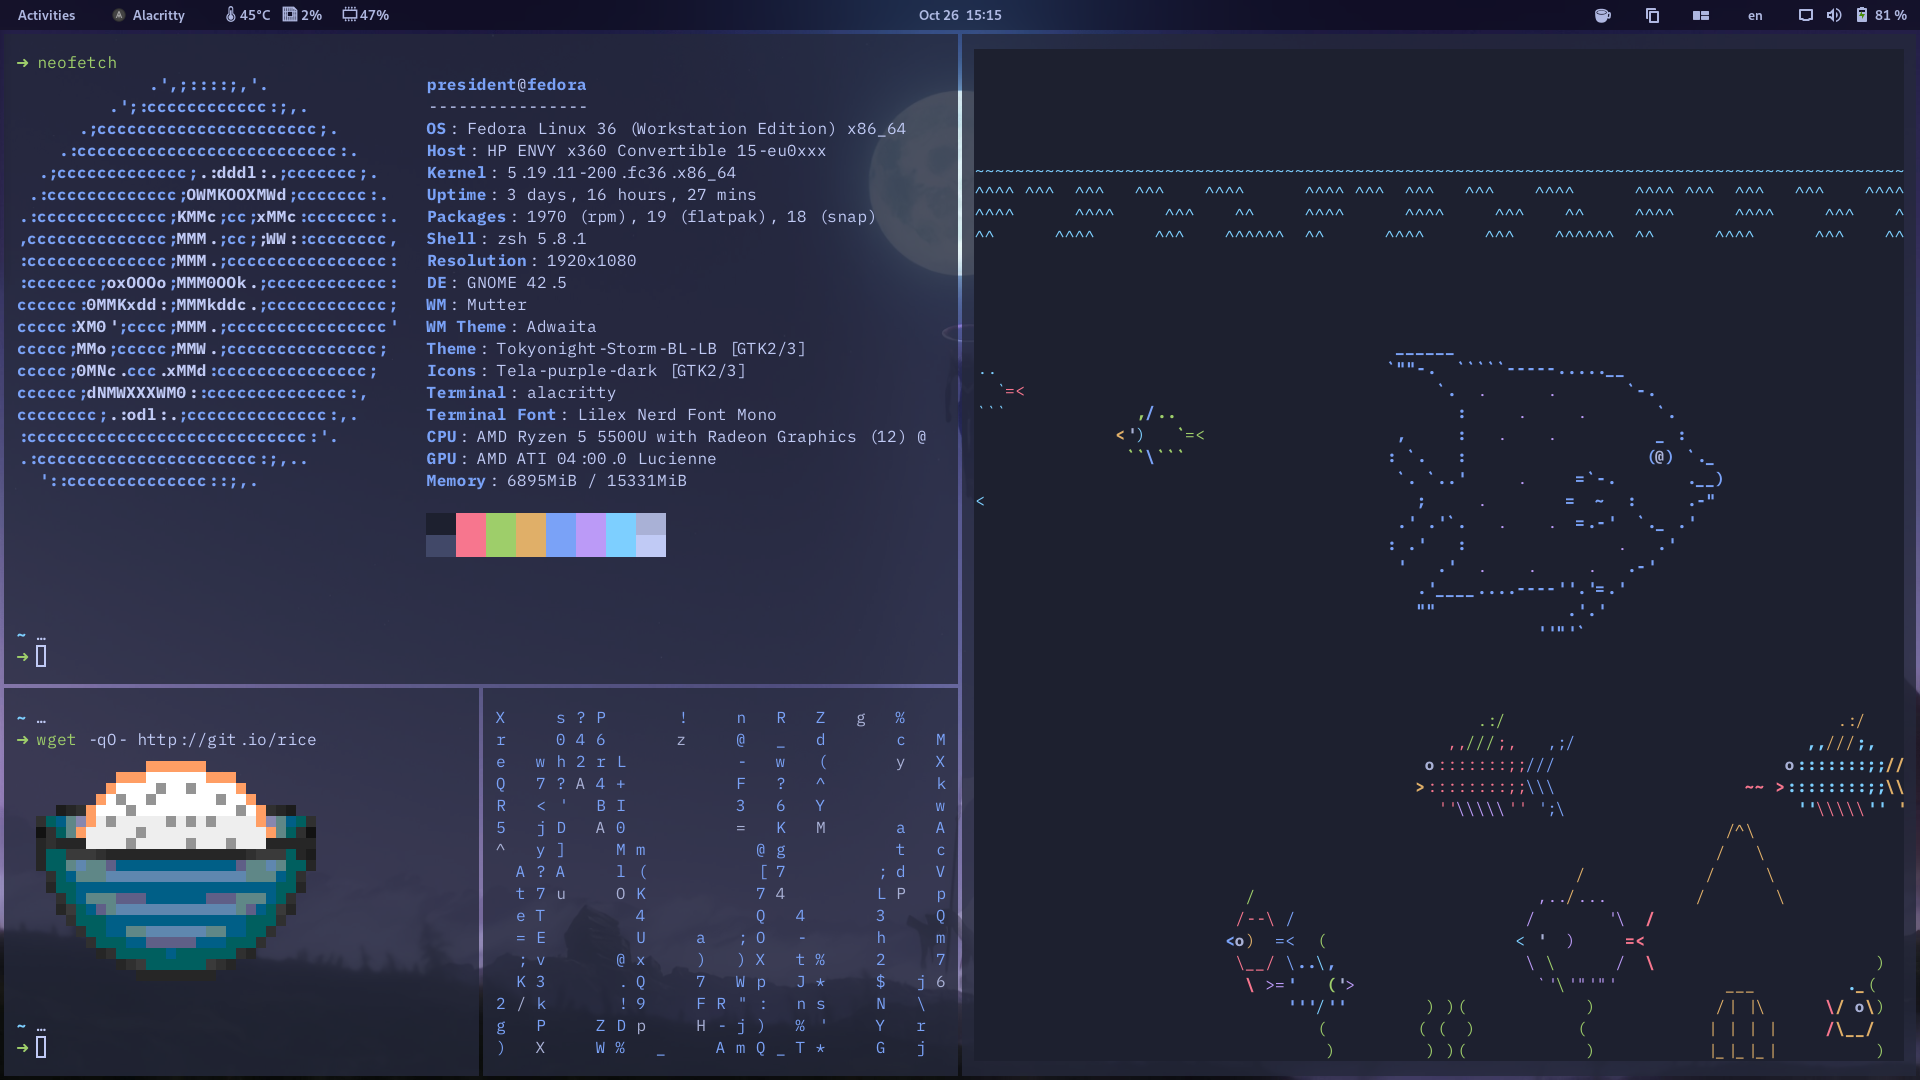 Activities
Alacritty
45°C
2%
47%
Oct 26 15:15
en
81 %
➜ neofetch
president@fedora
----------------
OS: Fedora Linux 36 (Workstation Edition) x86_64
Host: HP ENVY x360 Convertible 15-eu0xxx
Kernel: 5.19.11-200.fc36.x86_64
Uptime: 3 days, 16 hours, 27 mins
Packages: 1970 (rpm), 19 (flatpak), 18 (snap)
Shell: zsh 5.8.1
Resolution: 1920x1080
DE: GNOME 42.5
WM: Mutter
WM Theme: Adwaita
Theme: Tokyonight-Storm-BL-LB [GTK2/3]
Icons: Tela-purple-dark [GTK2/3]
Terminal: alacritty
Terminal Font: Lilex Nerd Font Mono
CPU: AMD Ryzen 5 5500U with Radeon Graphics (12) @
GPU: AMD ATI 04:00.0 Lucienne
Memory: 6895MiB / 15331MiB
~ …
➜
~ …
➜ wget -qO- http://git.io/rice
~ …
➜